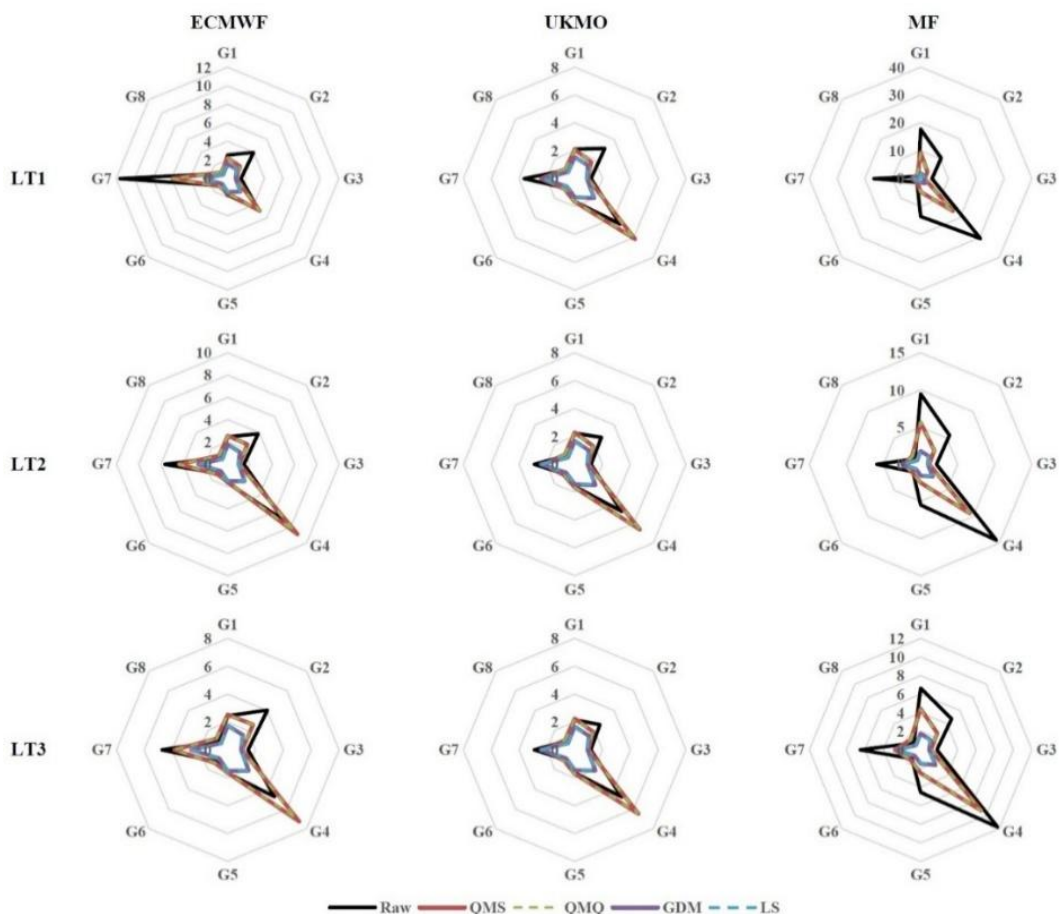 ECMWF UKMO MF
G1 G1 G1
12 8 40
G8 10 G2 G8 6 G2 G8 30 G2
8
6 4 20
4 2 10
2
LT1 G7 G3 G7 G3 G7 0 G3
G6 G4 G6 G4 G6 G4
G5 G5 G5
G1 G1 G1
10 8 15
G8 8 G2 G8 6 G2 G8 10 G2
6 4
4 2 5
2
LT2 G7 G3 G7 G3 G7 G3
G6 G4 G6 G4 G6 G4
G5 G5 G5
G1 G1 G1
8 8 12
G8 6 G2 G8 6 G2 G8 10 G2
8
4 4 6
4
2 2 2
LT3 G7 G3 G7 G3 G7 G3
G6 G4 G6 G4 G6 G4
G5 G5 G5
Raw QMS QMQ GDM LS